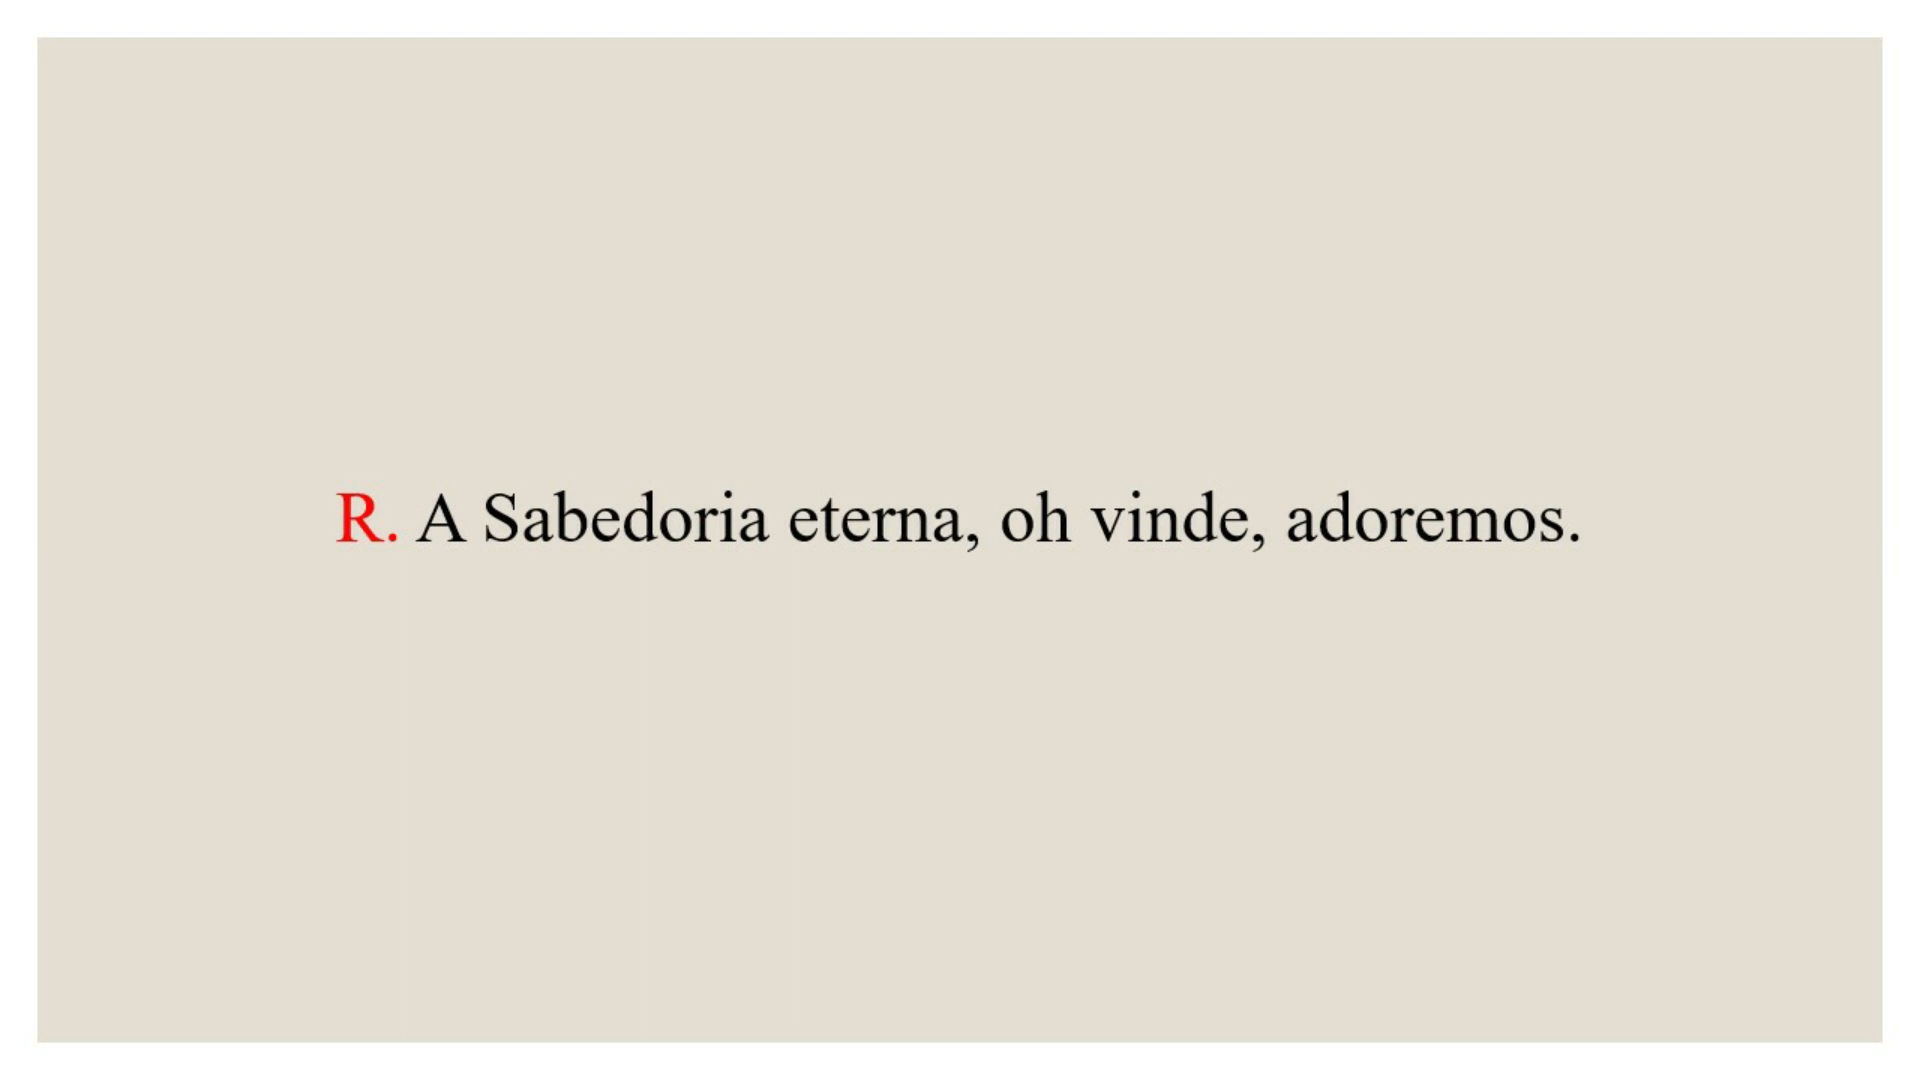 R. A Sabedoria eterna, oh vinde, adoremos.